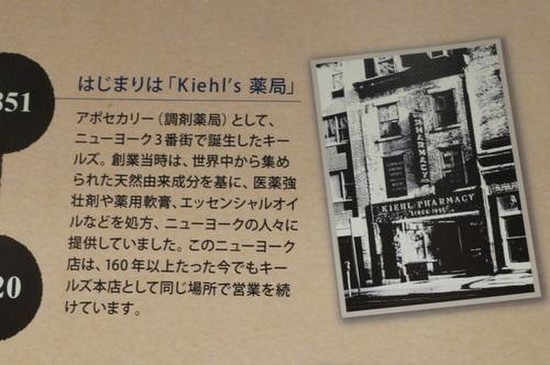 851
はじまりは「Kiehl's 薬局」
アポセカリー(調剤薬局)として、
ニューヨーク3番街で誕生したキー
ルズ。創業当時は、世界中から集め
られた天然由来成分を基に、医薬強
壮剤や薬用軟膏、エッセンシャルオイ
ルなどを処方、ニューヨークの人々に
提供していました。このニューヨーク
店は、160年以上たった今でもキー
ルズ本店として同じ場所で営業を続
けています。
20
PHARMACY
KIEHL PHARMACY
SINCE 1851